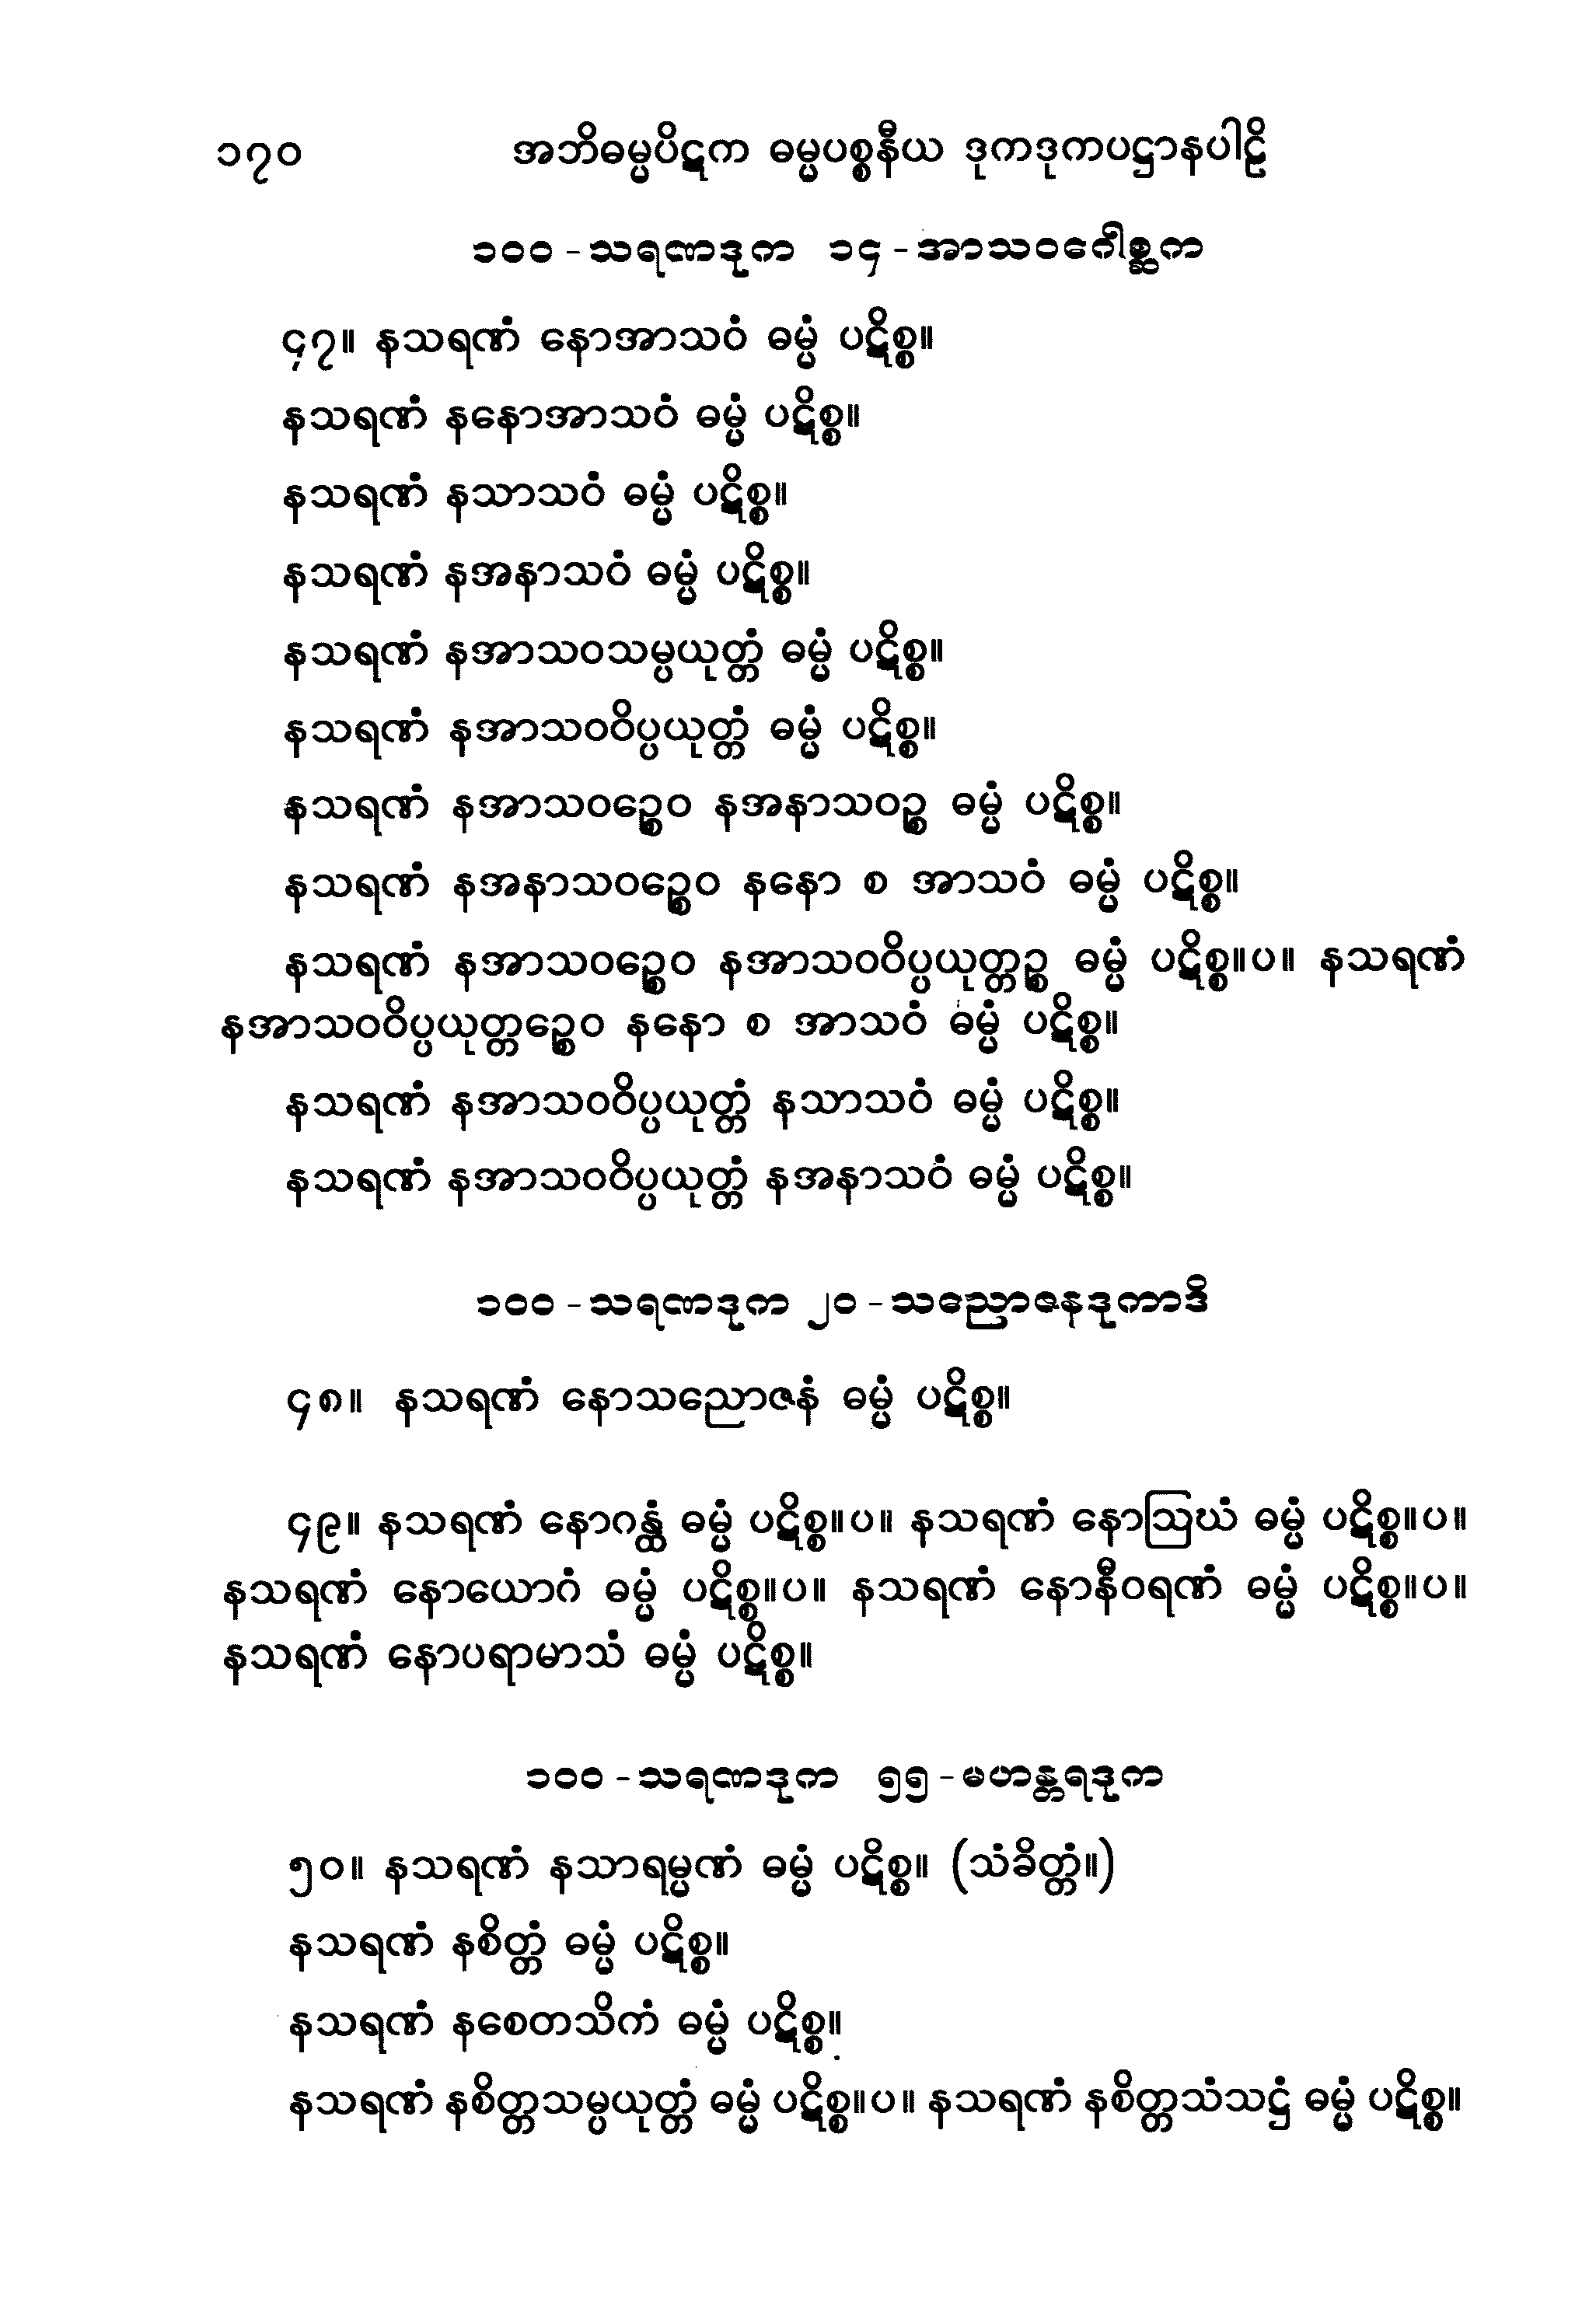 ၁၇၀ အဘိဓမ္မပိဋက ဓမ္မပစ္စနီယ ဒုကဒုကပဋ္ဌာနပါဠိ
၁၀၀ - သရဏဒုက ၁၄ - အာသဝဂေါစ္ဆက
၄၇။ နသရဏံ နောအာသဝံ ဓမ္မံ ပဋိစ္စ။
နသရဏံ နနောအာသဝံ ဓမ္မံ ပဋိစ္စ။
နသရဏံ နသာသဝံ ဓမ္မံ ပဋိစ္စ။
နသရဏံ နအနာသဝံ ဓမ္မံ ပဋိစ္စ။
နသရဏံ နအာသဝသမ္ပယုတ္တံ ဓမ္မံ ပဋိစ္စ။
နသရဏံ နအာသဝဝိပ္ပယုတ္တံ ဓမ္မံ ပဋိစ္စ။
နသရဏံ နအာသဝဉ္စေဝ နအနာသဝဉ္စ ဓမ္မံ ပဋိစ္စ။
နသရဏံ နအနာသဝဉ္စေဝ နနော စ အာသဝံ ဓမ္မံ ပဋိစ္စ။
နသရဏံ နအာသဝဉ္စေဝ နအာသဝဝိပ္ပယုတ္တဉ္စ ဓမ္မံ ပဋိစ္စ။ပ။ နသရဏံ
နအာသဝဝိပ္ပယုတ္တဉ္စေဝ နနော စ အာသဝံ ဓမ္မံ ပဋိစ္စ။
နသရဏံ နအာသဝဝိပ္ပယုတ္တံ နသာသဝံ ဓမ္မံ ပဋိစ္စ။
နသရဏံ နအာသဝဝိပ္ပယုတ္တံ နအနာသဝံ ဓမ္မံ ပဋိစ္စ။
၁၀၀ - သရဏဒုက ၂၀ - သညောဇနဒုကာဒိ
၄၈။ နသရဏံ နောသညောဇနံ ဓမ္မံ ပဋိစ္စ။
၄၉။ နသရဏံ နောဂန္ထံ ဓမ္မံ ပဋိစ္စ။ပ။ နသရဏံ နောဩဃံ ဓမ္မံ ပဋိစ္စ။ပ။
နသရဏံ နောယောဂံ ဓမ္မံ ပဋိစ္စ။ပ။ နသရဏံ နောနီဝရဏံ ဓမ္မံ ပဋိစ္စ။ပ။
နသရဏံ နောပရာမာသံ ဓမ္မံ ပဋိစ္စ။
၁၀၀ - သရဏဒုက ၅၅ - မဟန္တရဒုက
၅၀။ နသရဏံ နသာရမ္မဏံ ဓမ္မံ ပဋိစ္စ။ (သံခိတ္တံ။)
နသရဏံ နစိတ္တံ ဓမ္မံ ပဋိစ္စ။
နသရဏံ နစေတသိကံ ဓမ္မံ ပဋိစ္စ။
နသရဏံ နစိတ္တသမ္ပယုတ္တံ ဓမ္မံ ပဋိစ္စ။ပ။ နသရဏံ နစိတ္တသံသဋ္ဌံ ဓမ္မံ ပဋိစ္စ။